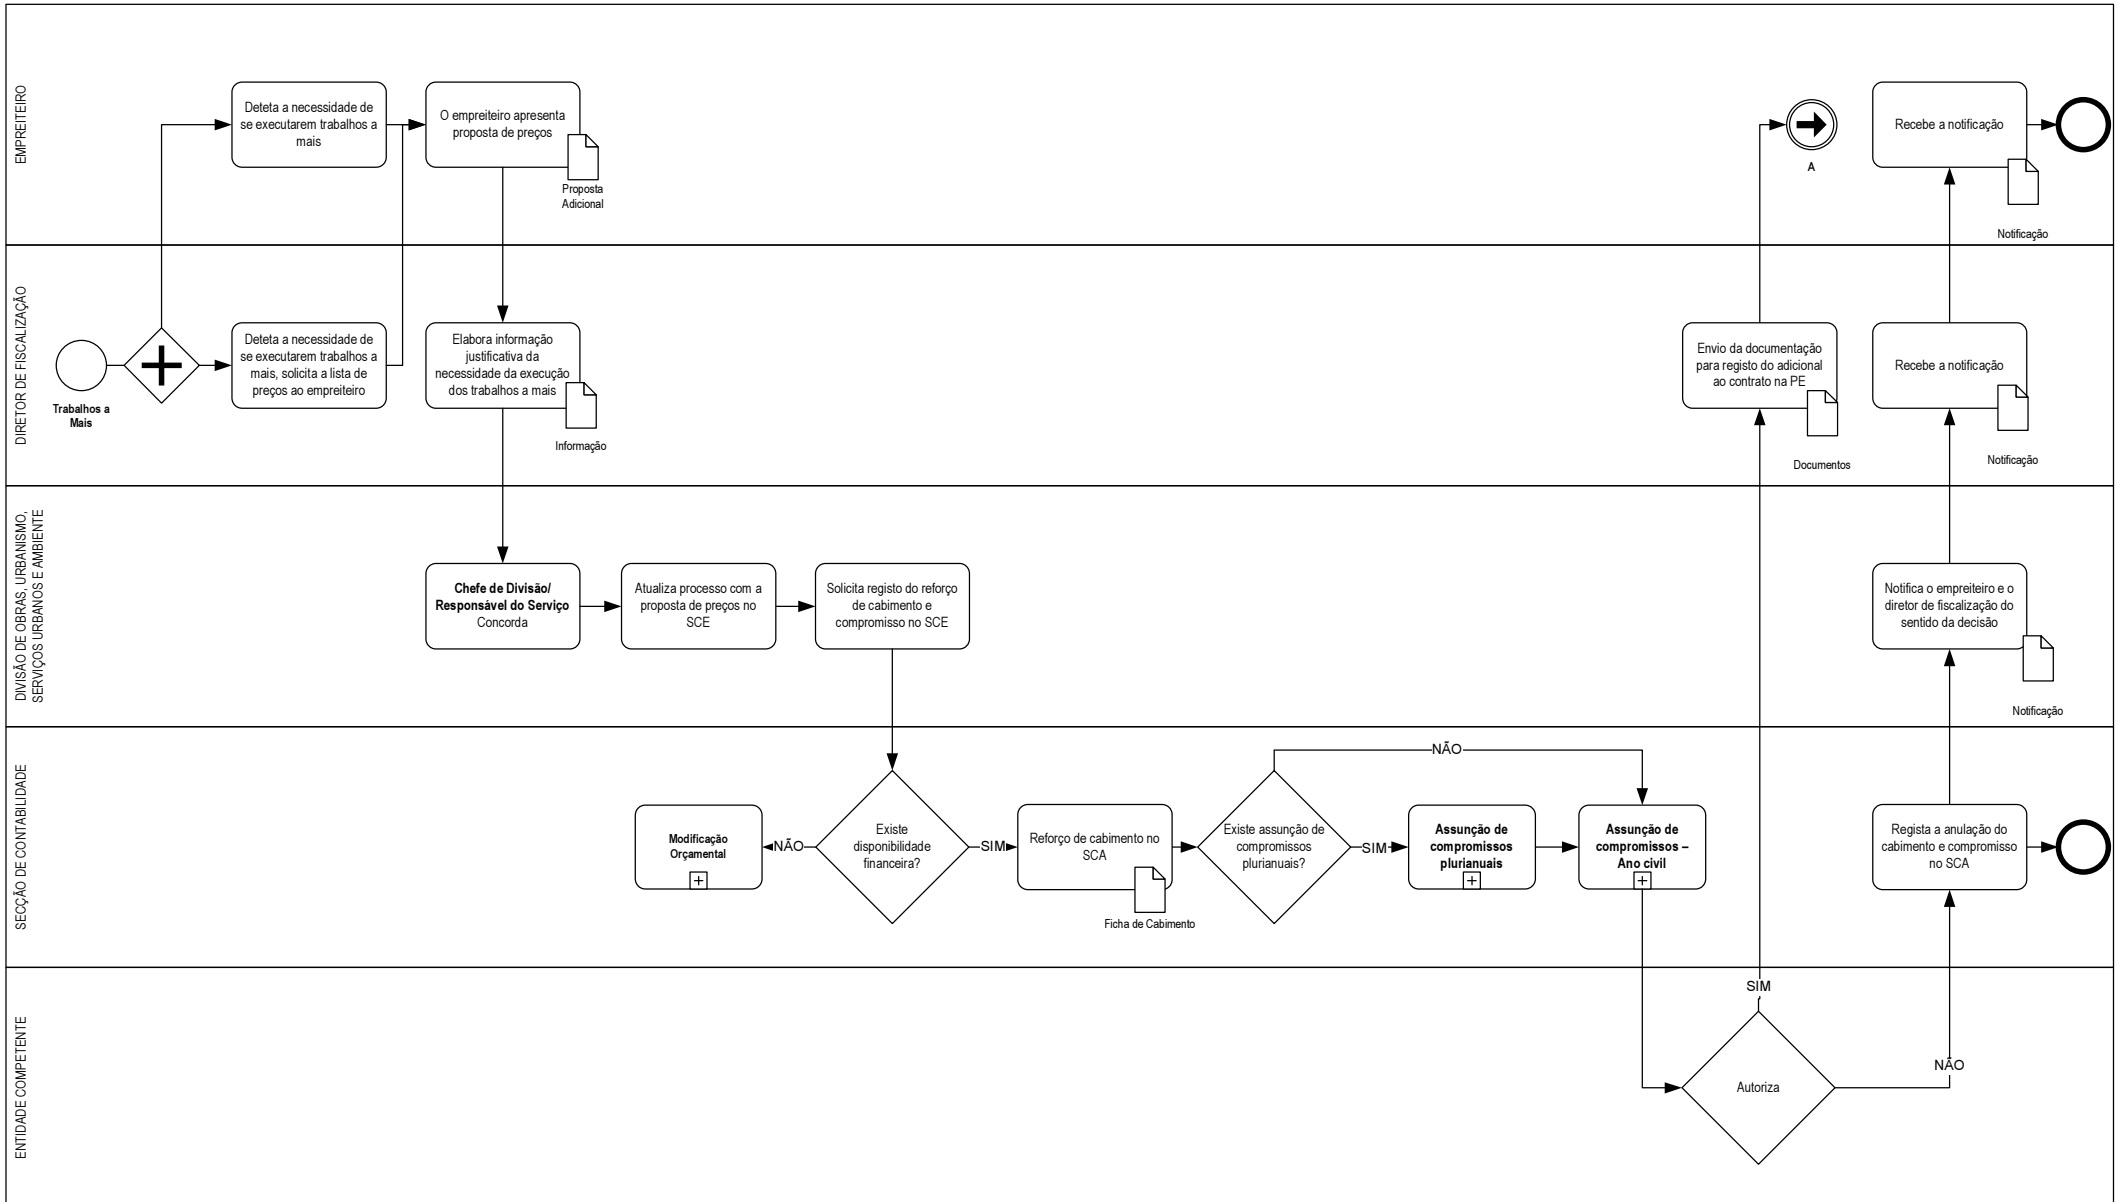 EMPREITEIRO
Deteta a necessidade de
se executarem trabalhos a
mais
O empreiteiro apresenta
proposta de preços
Proposta
Adicional
A
Recebe a notificação
Notificação
DIRETOR DE FISCALIZAÇÃO
Trabalhos a
Mais
Deteta a necessidade de
se executarem trabalhos a
mais, solicita a lista de
preços ao empreiteiro
Elabora informação
justificativa da
necessidade da execução
dos trabalhos a mais
Informação
Envio da documentação
para registo do adicional
ao contrato na PE
Documentos
Recebe a notificação
Notificação
DIVISÃO DE OBRAS, URBANISMO,
SERVIÇOS URBANOS E AMBIENTE
Chefe de Divisão/
Responsável do Serviço
Concorda
Atualiza processo com a
proposta de preços no
SCE
Solicita registo do reforço
de cabimento e
compromisso no SCE
Notifica o empreiteiro e o
diretor de fiscalização do
sentido da decisão
Notificação
SECÇÃO DE CONTABILIDADE
Modificação
Orçamental
NÃO
Existe
disponibilidade
financeira?
SIM
Reforço de cabimento no
SCA
Ficha de Cabimento
Existe assunção de
compromissos
plurianuais?
NÃO
SIM
Assunção de
compromissos
plurianuais
Assunção de
compromissos –
Ano civil
Regista a anulação do
cabimento e compromisso
no SCA
ENTIDADE COMPETENTE
SIM
Autoriza
NÃO